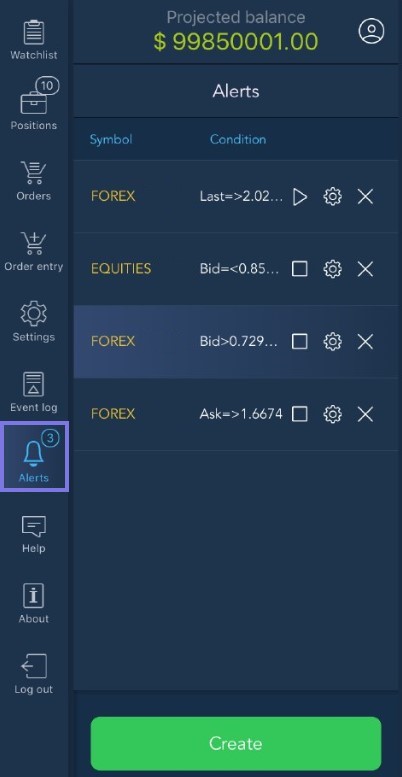 Projected balance
$ 99850001.00
Watchlist
10
Positions
Orders
Order entry
Settings
Event log
3
Alerts
Help
About
Log out
Alerts
Symbol Condition
FOREX Last=>2.02...
EQUITIES Bid=<0.85...
FOREX Bid>0.729...
FOREX Ask=>1.6674
Create